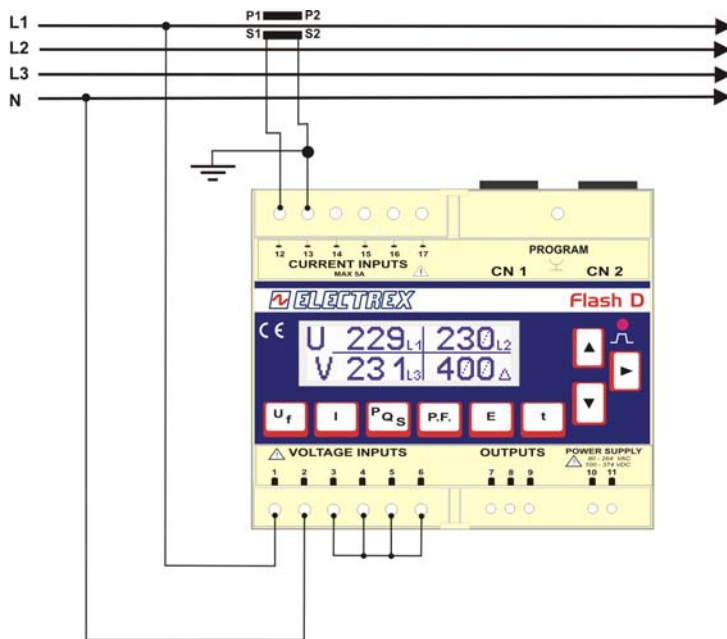 P1 P2
L1
S1 S2
L2
L3
N
12 13 14 15 16 17
CURRENT INPUTS
MAX 5A
PROGRAM
CN 1 CN 2
ELECTREX
Flash D
CE
U 229L1 230L2
V 231L3 400△
▲
►
▼
Uf I PQS P.F. E t
VOLTAGE INPUTS
OUTPUTS
POWER SUPPLY
80 - 264 VAC
100 - 374 VDC
1 2 3 4 5 6 7 8 9 10 11